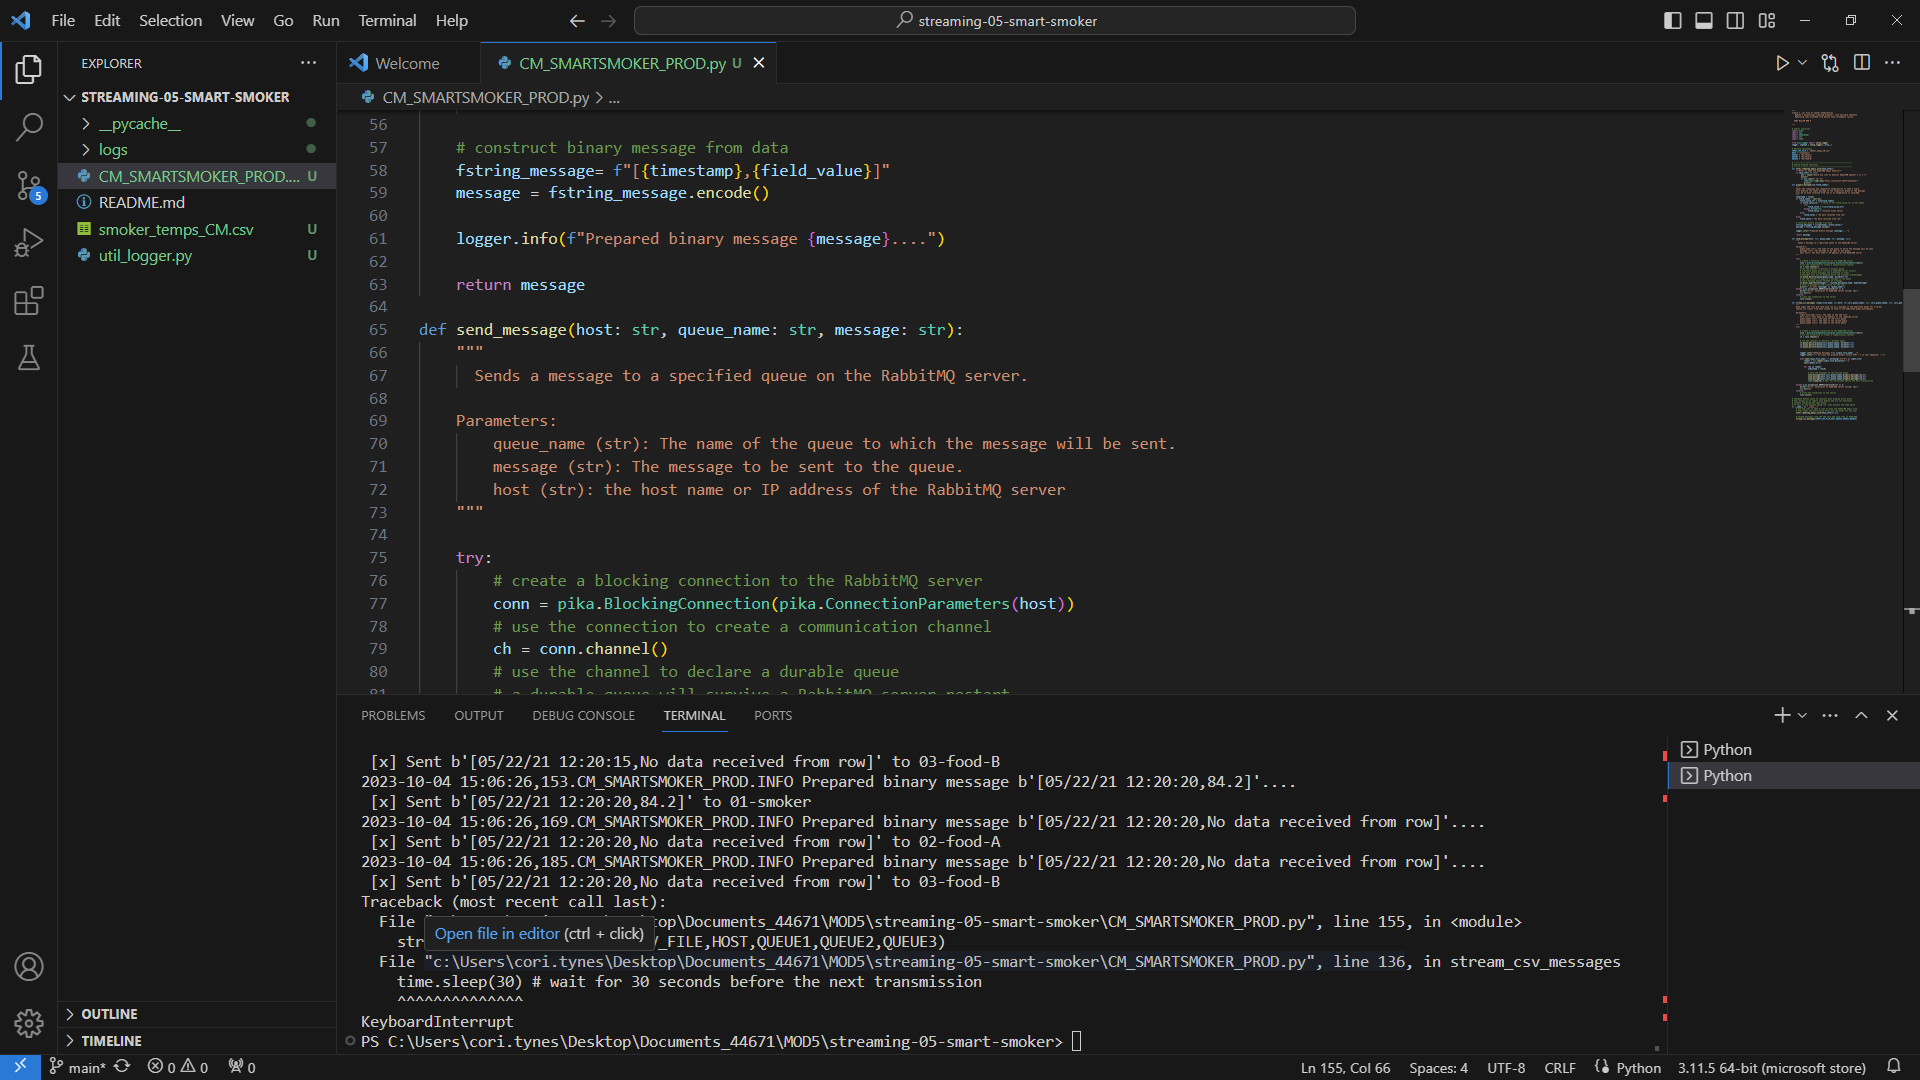 File Edit Selection View Go Run Terminal Help
streaming-05-smart-smoker
EXPLORER
STREAMING-05-SMART-SMOKER
__pycache__
logs
CM_SMARTSMOKER_PROD.... U
README.md
smoker_temps_CM.csv U
util_logger.py U
OUTLINE
TIMELINE
5
Welcome
CM_SMARTSMOKER_PROD.py U
CM_SMARTSMOKER_PROD.py > ...
56
57 # construct binary message from data
58 fstring_message= f"[{timestamp},{field_value}]"
59 message = fstring_message.encode()
60
61 logger.info(f"Prepared binary message {message}....")
62
63 return message
64
65 def send_message(host: str, queue_name: str, message: str):
66 """
67 Sends a message to a specified queue on the RabbitMQ server.
68
69 Parameters:
70 queue_name (str): The name of the queue to which the message will be sent.
71 message (str): The message to be sent to the queue.
72 host (str): the host name or IP address of the RabbitMQ server
73 """
74
75 try:
76 # create a blocking connection to the RabbitMQ server
77 conn = pika.BlockingConnection(pika.ConnectionParameters(host))
78 # use the connection to create a communication channel
79 ch = conn.channel()
80 # use the channel to declare a durable queue
81 # a durable queue will survive a RabbitMQ server restart
PROBLEMS OUTPUT DEBUG CONSOLE TERMINAL PORTS
[x] Sent b'[05/22/21 12:20:15,No data received from row]' to 03-food-B
2023-10-04 15:06:26,153.CM_SMARTSMOKER_PROD.INFO Prepared binary message b'[05/22/21 12:20:20,84.2]'....
[x] Sent b'[05/22/21 12:20:20,84.2]' to 01-smoker
2023-10-04 15:06:26,169.CM_SMARTSMOKER_PROD.INFO Prepared binary message b'[05/22/21 12:20:20,No data received from row]'....
[x] Sent b'[05/22/21 12:20:20,No data received from row]' to 02-food-A
2023-10-04 15:06:26,185.CM_SMARTSMOKER_PROD.INFO Prepared binary message b'[05/22/21 12:20:20,No data received from row]'....
[x] Sent b'[05/22/21 12:20:20,No data received from row]' to 03-food-B
Traceback (most recent call last):
File top\Documents_44671\MOD5\streaming-05-smart-smoker\CM_SMARTSMOKER_PROD.py", line 155, in <module>
Open file in editor (ctrl + click)
str _FILE,HOST,QUEUE1,QUEUE2,QUEUE3)
File "c:\Users\cori.tynes\Desktop\Documents_44671\MOD5\streaming-05-smart-smoker\CM_SMARTSMOKER_PROD.py", line 136, in stream_csv_messages
time.sleep(30) # wait for 30 seconds before the next transmission
^^^^^^^^^^^^^^
KeyboardInterrupt
PS C:\Users\cori.tynes\Desktop\Documents_44671\MOD5\streaming-05-smart-smoker>
Python
Python
main* 0 0 0
Ln 155, Col 66 Spaces: 4 UTF-8 CRLF Python 3.11.5 64-bit (microsoft store)